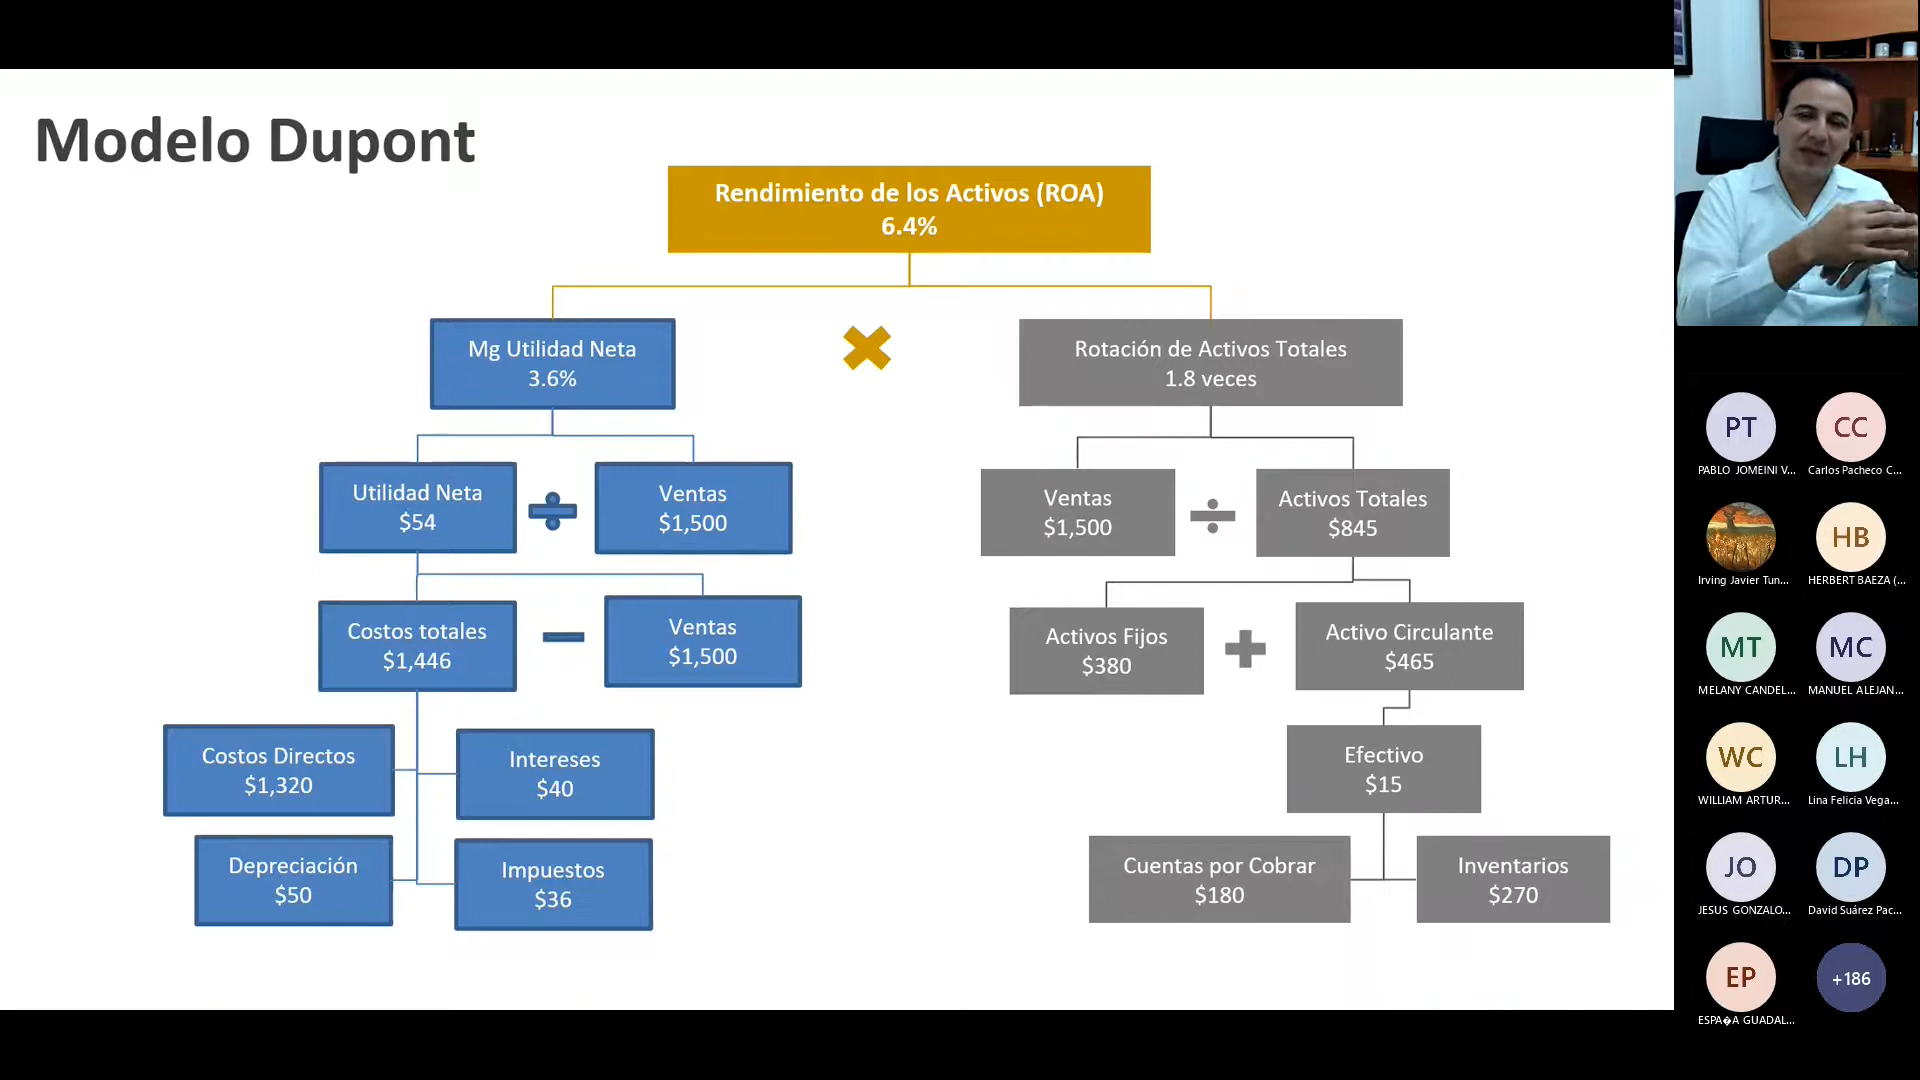 Modelo Dupont
Rendimiento de los Activos (ROA)
6.4%
Mg Utilidad Neta
3.6%
Rotación de Activos Totales
1.8 veces
Utilidad Neta
$54
Ventas
$1,500
Ventas
$1,500
Activos Totales
$845
Costos totales
$1,446
Ventas
$1,500
Activos Fijos
$380
Activo Circulante
$465
Costos Directos
$1,320
Intereses
$40
Efectivo
$15
Depreciación
$50
Impuestos
$36
Cuentas por Cobrar
$180
Inventarios
$270
PT
PABLO JOMEINI V...
CC
Carlos Pacheco C...
Irving Javier Tun...
HB
HERBERT BAEZA (...
MT
MELANY CANDEL...
MC
MANUEL ALEJAN...
WC
WILLIAM ARTUR...
LH
Lina Felicia Vega...
JO
JESUS GONZALO...
DP
David Suárez Pac...
EP
ESPA�A GUADAL...
+186